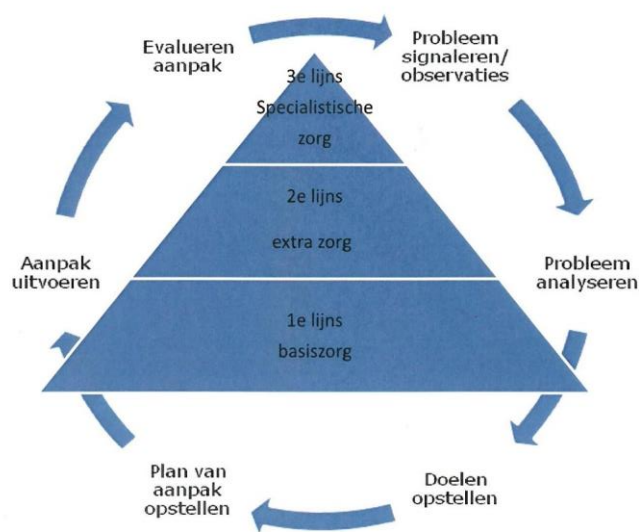 Evalueren
aanpak
Probleem
signaleren/
observaties
3e lijns
Specialistische
zorg
2e lijns
extra zorg
1e lijns
basiszorg
Probleem
analyseren
Doelen
opstellen
Plan van
aanpak
opstellen
Aanpak
uitvoeren